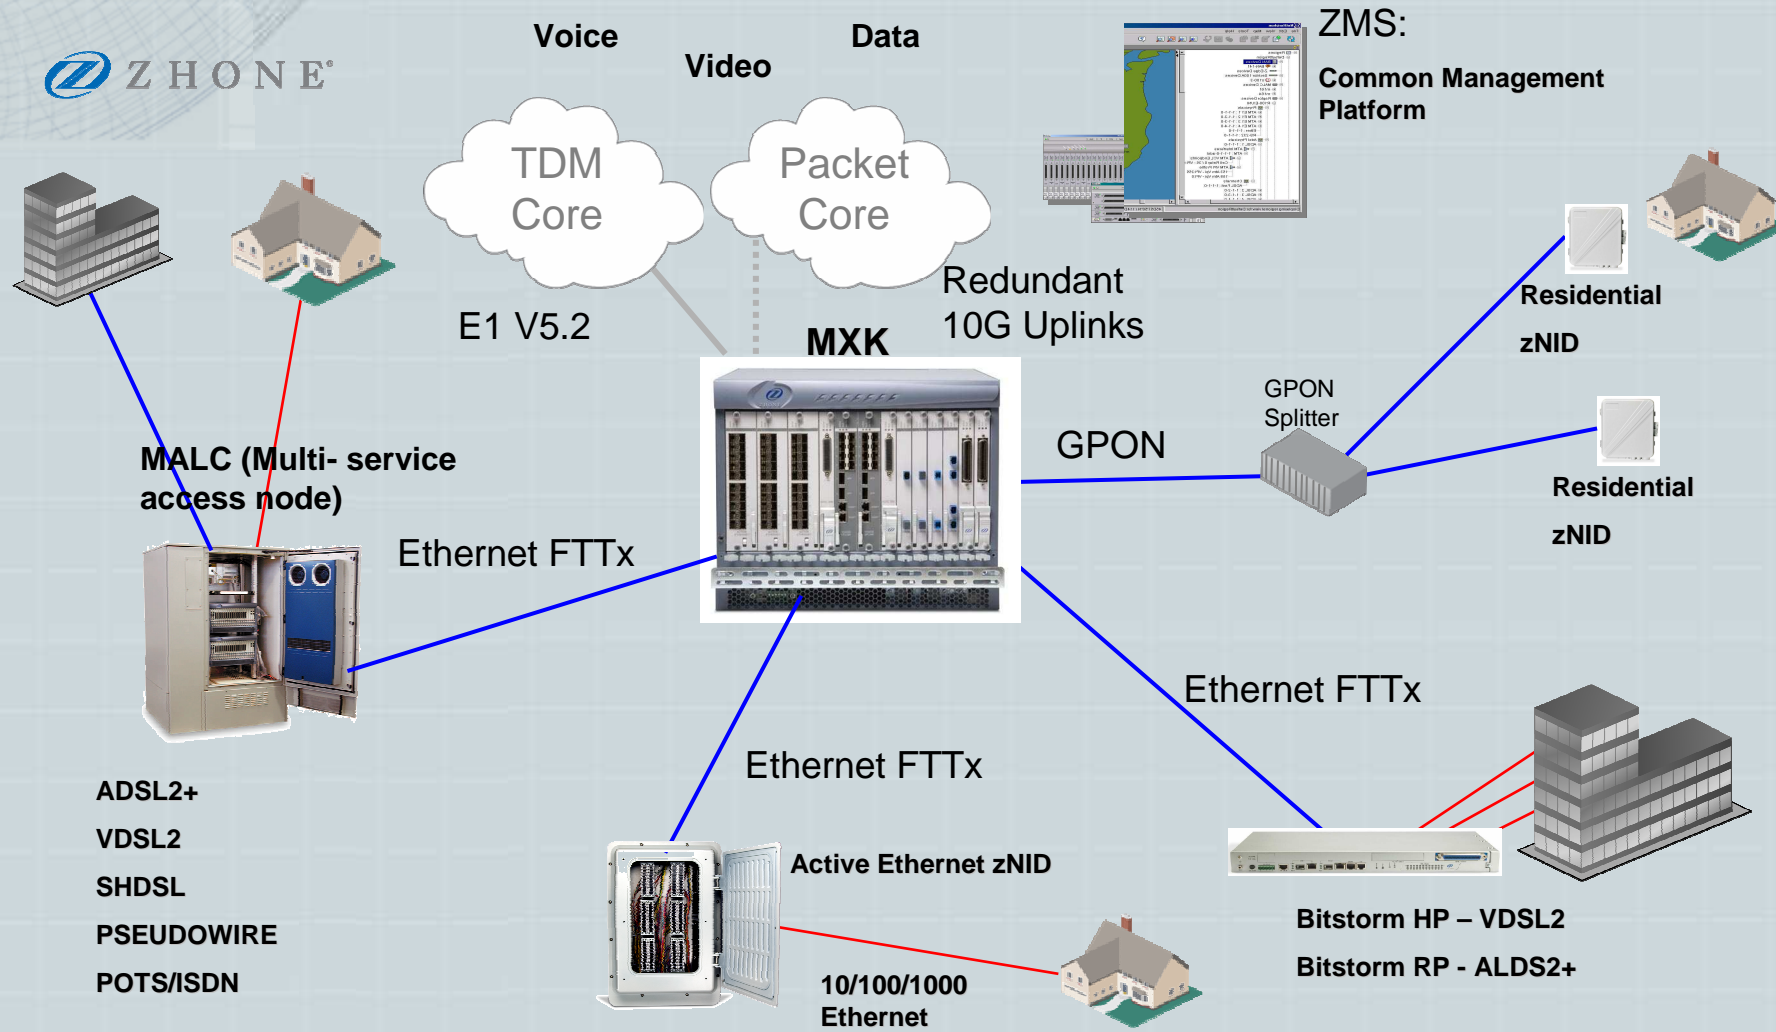 ZHONE
Voice
Video
Data
ZMS:
Common Management
Platform
TDM
Core
Packet
Core
E1 V5.2
Redundant
10G Uplinks
MXK
Residential
zNID
GPON
Splitter
GPON
Residential
zNID
MALC (Multi- service
access node)
Ethernet FTTx
Ethernet FTTx
Ethernet FTTx
ADSL2+
VDSL2
SHDSL
PSEUDOWIRE
POTS/ISDN
Active Ethernet zNID
10/100/1000
Ethernet
Bitstorm HP – VDSL2
Bitstorm RP - ALDS2+